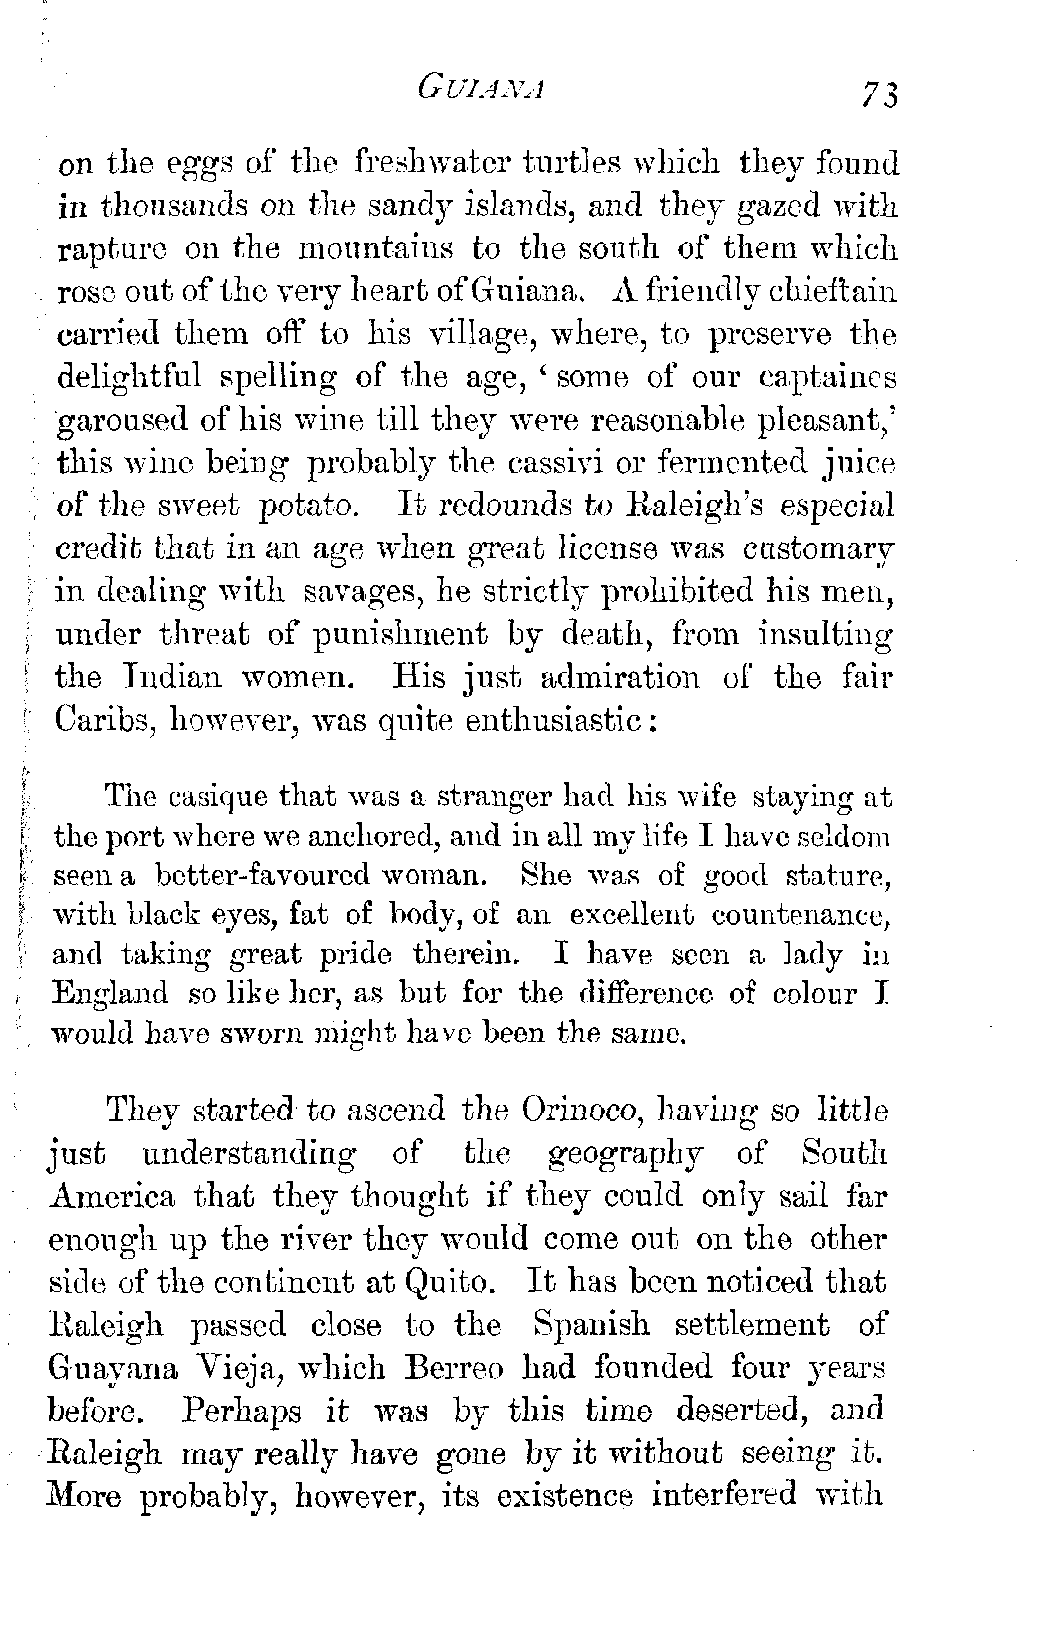 GUIANA 73
on the eggs of the freshwater turtles which they found
in thousands on the sandy islands, and they gazed with
rapture on the mountains to the south of them which
rose out of the very heart of Guiana. A friendly chieftain
carried them off to his village, where, to preserve the
delightful spelling of the age, ‘ some of our captaines
garoused of his wine till they were reasonable pleasant,’
this wine being probably the cassivi or fermented juice
of the sweet potato. It redounds to Raleigh's especial
credit that in an age when great license was customary
in dealing with savages, he strictly prohibited his men,
under threat of punishment by death, from insulting
the Indian women. His just admiration of the fair
Caribs, however, was quite enthusiastic :
The casique that was a stranger had his wife staying at
the port where we anchored, and in all my life I have seldom
seen a better-favoured woman. She was of good stature,
with black eyes, fat of body, of an excellent countenance,
and taking great pride therein. I have seen a lady in
England so like her, as but for the difference of colour I
would have sworn might have been the same.
They started to ascend the Orinoco, having so little
just understanding of the geography of South
America that they thought if they could only sail far
enough up the river they would come out on the other
side of the continent at Quito. It has been noticed that
Raleigh passed close to the Spanish settlement of
Guayana Vieja, which Berreo had founded four years
before. Perhaps it was by this time deserted, and
Raleigh may really have gone by it without seeing it.
More probably, however, its existence interfered with